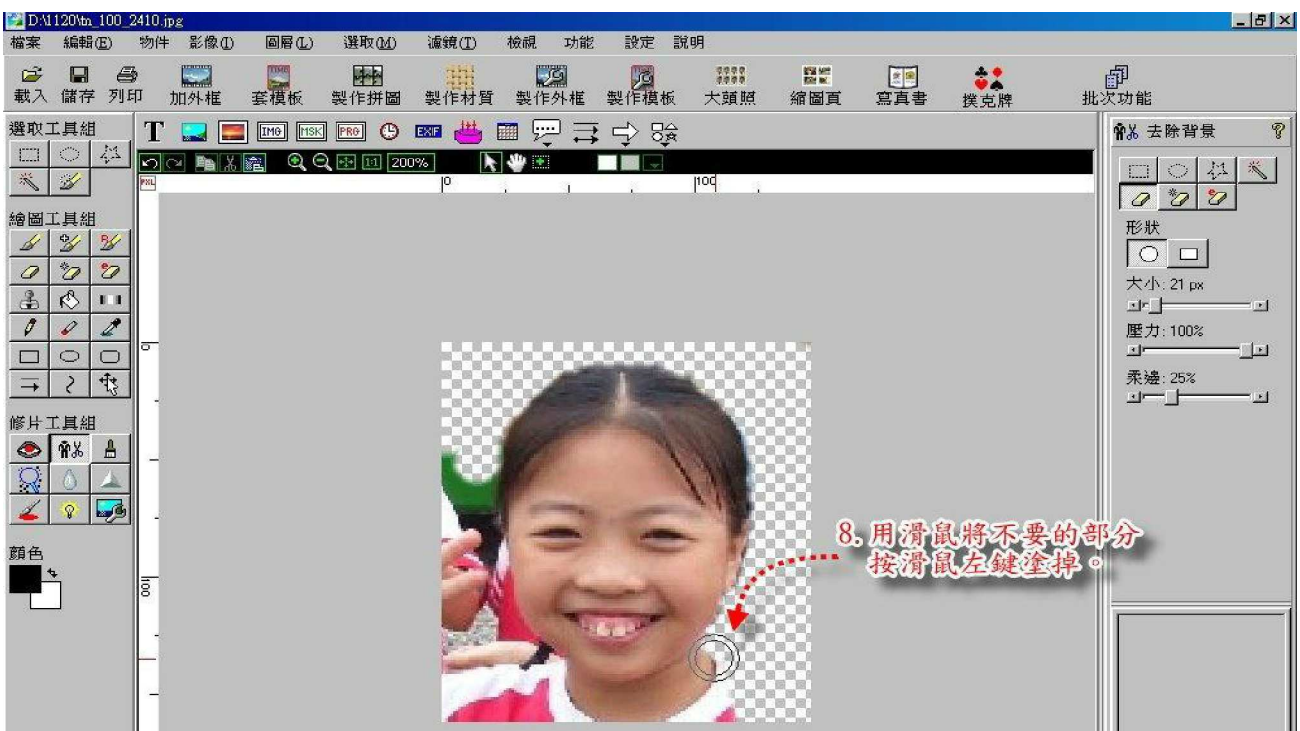 D:\1120\tn_100_2410.jpg
檔案 編輯(E) 物件 影像(I) 圖層(L) 選取(M) 濾鏡(T) 檢視 功能 設定 說明
載入 儲存 列印 加外框 套模板 製作拼圖 製作材質 製作外框 製作模板 大頭照 縮圖頁 寫真書 撲克牌 批次功能
選取工具組
T IMG MSK PRG EXIF
1:1 200%
PXL 0 100
繪圖工具組
0
100
修片工具組
顏色
8.用滑鼠將不要的部分
按滑鼠左鍵塗掉。
去除背景 ?
形狀
大小: 21 px
壓力: 100%
柔邊: 25%